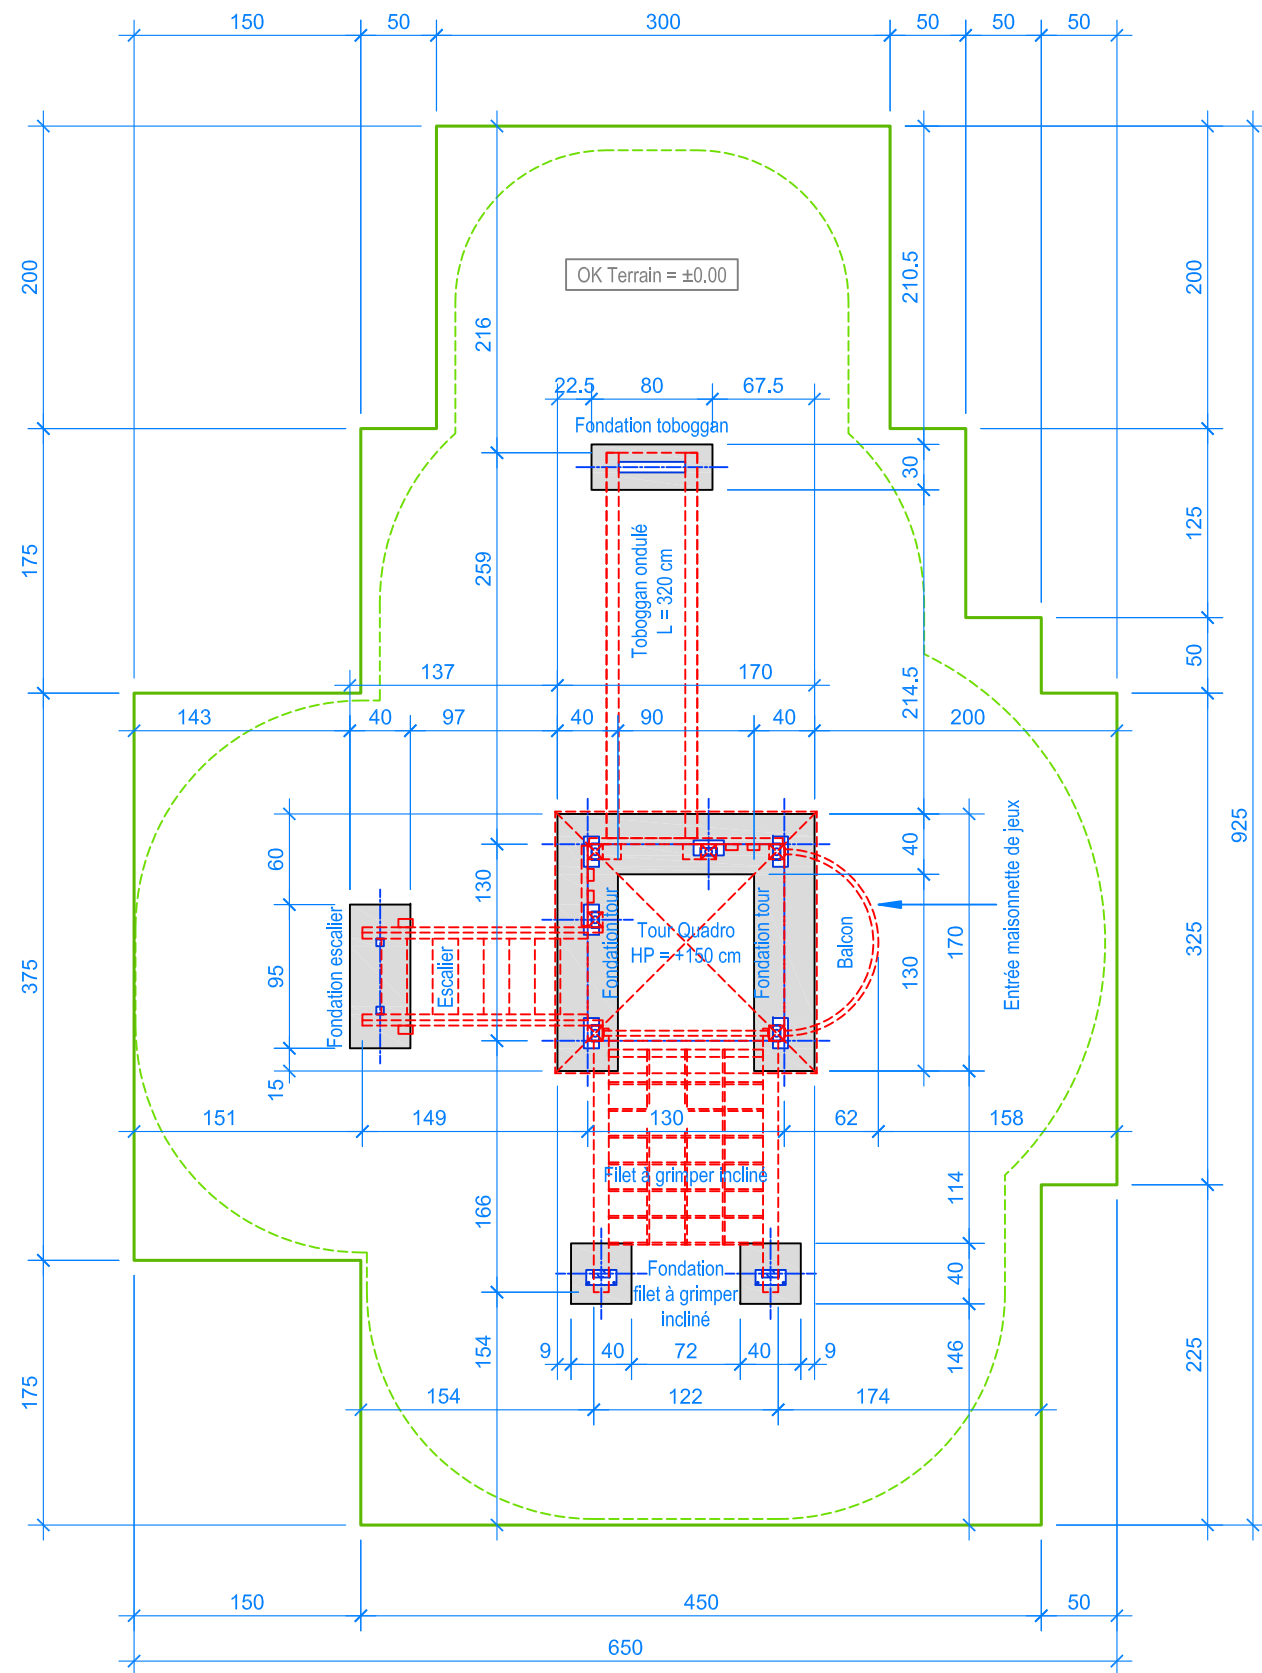 150 50 300 50 50 50
200
216
OK Terrain = ±0.00
210.5
200
925
22.5 80 67.5
Fondation toboggan
30
175
259
Toboggan ondulé
L = 320 cm
125
50
137 170
214.5
143 40 97 40 90 40 200
60
130
40
Entrée maisonnette de jeux
375
95
15
Fondation escalier
Escalier
Fondation tour
Tour Quadro
HP = +150 cm
Fondation tour
Balcon
130
170
325
151 149 130 62 158
166
Filet à grimper incliné
114
Fondation
filet à grimper
incliné
40
9 40 72 40 9
154
146
225
175
154 122 174
150 450 50
650